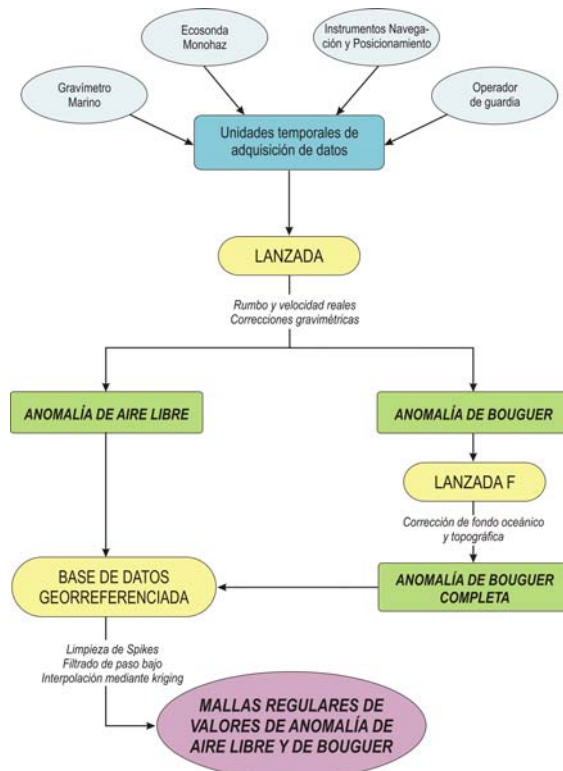 Ecosonda
Monohaz
Instrumentos Navega-
ción y Posicionamiento
Gravímetro
Marino
Operador
de guardia
Unidades temporales de
adquisición de datos
LANZADA
Rumbo y velocidad reales
Correcciones gravimétricas
ANOMALÍA DE AIRE LIBRE
ANOMALÍA DE BOUGUER
LANZADA F
Corrección de fondo oceánico
y topográfica
BASE DE DATOS
GEORREFERENCIADA
ANOMALÍA DE BOUGUER
COMPLETA
Limpieza de Spikes
Filtrado de paso bajo
Interpolación mediante kriging
MALLAS REGULARES DE
VALORES DE ANOMALÍA DE
AIRE LIBRE Y DE BOUGUER